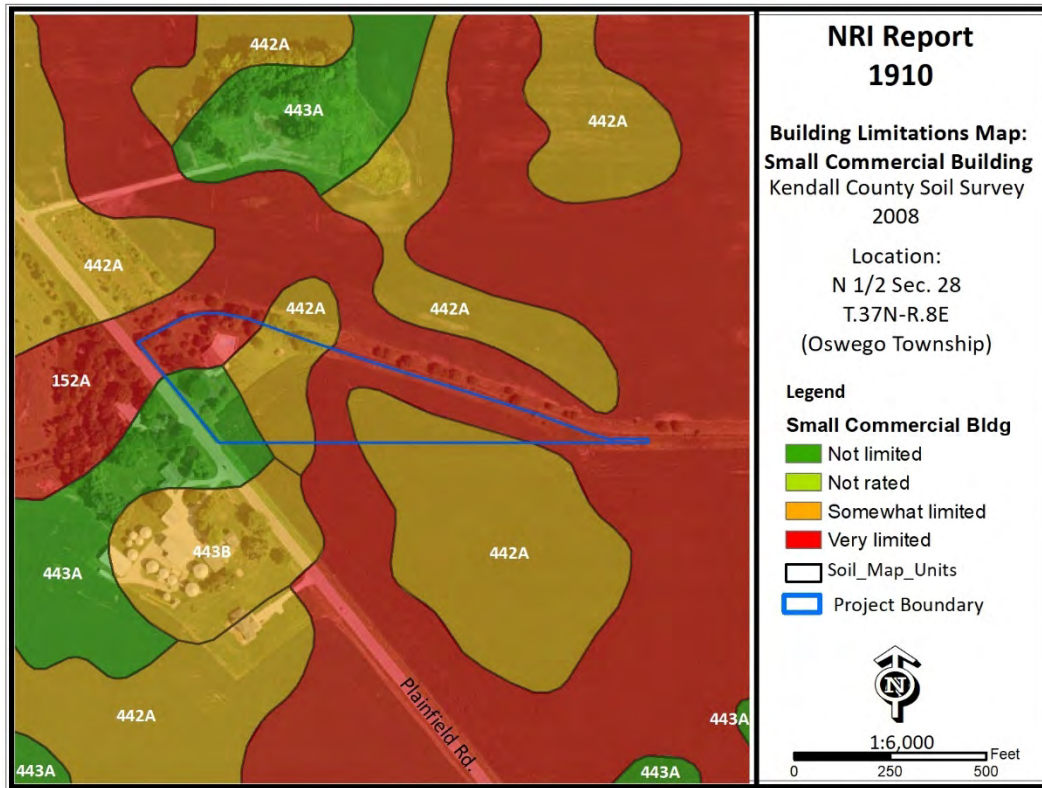 442A
443A
442A
442A
442A
442A
152A
443B
443A
442A
442A
Plainfield Rd.
443A
443A
443A
NRI Report
1910
Building Limitations Map:
Small Commercial Building
Kendall County Soil Survey
2008
Location:
N 1/2 Sec. 28
T.37N-R.8E
(Oswego Township)
Legend
Small Commercial Bldg
Not limited
Not rated
Somewhat limited
Very limited
Soil_Map_Units
Project Boundary
N
1:6,000
Feet
0 250 500